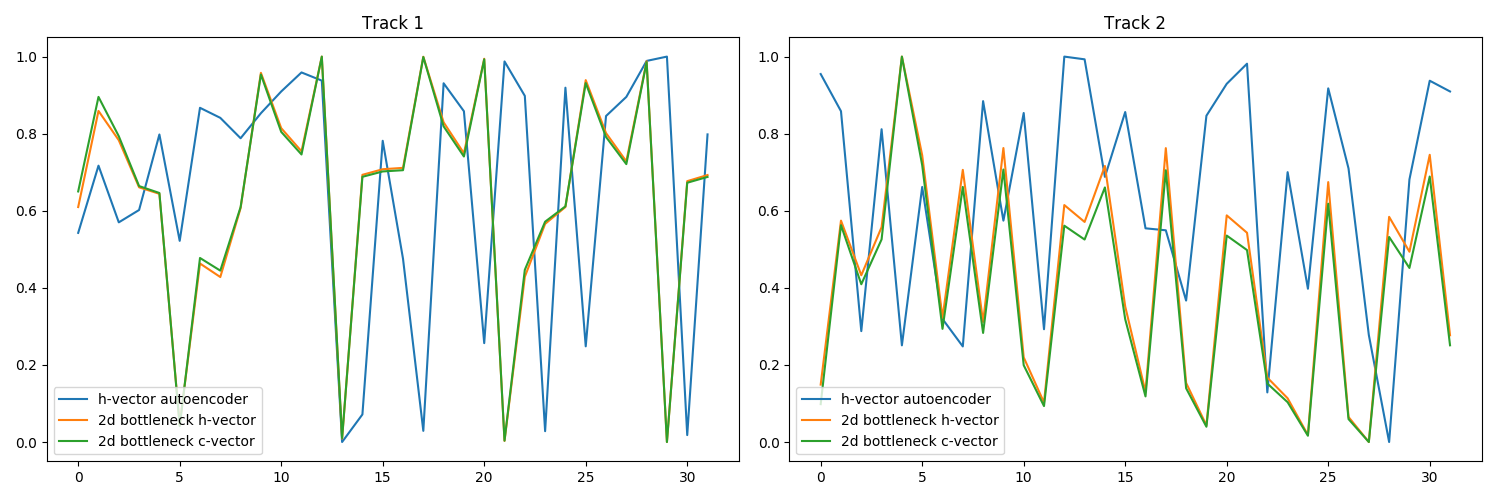 Track 1
1.0
0.8
0.6
0.4
0.2
0.0
h-vector autoencoder
2d bottleneck h-vector
2d bottleneck c-vector
0 5 10 15 20 25 30
Track 2
1.0
0.8
0.6
0.4
0.2
0.0
h-vector autoencoder
2d bottleneck h-vector
2d bottleneck c-vector
0 5 10 15 20 25 30